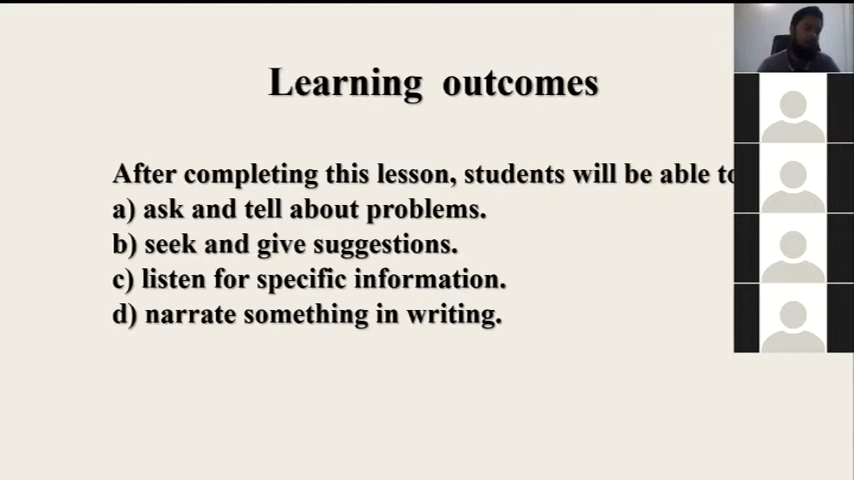 Learning outcomes
After completing this lesson, students will be able to
a) ask and tell about problems.
b) seek and give suggestions.
c) listen for specific information.
d) narrate something in writing.